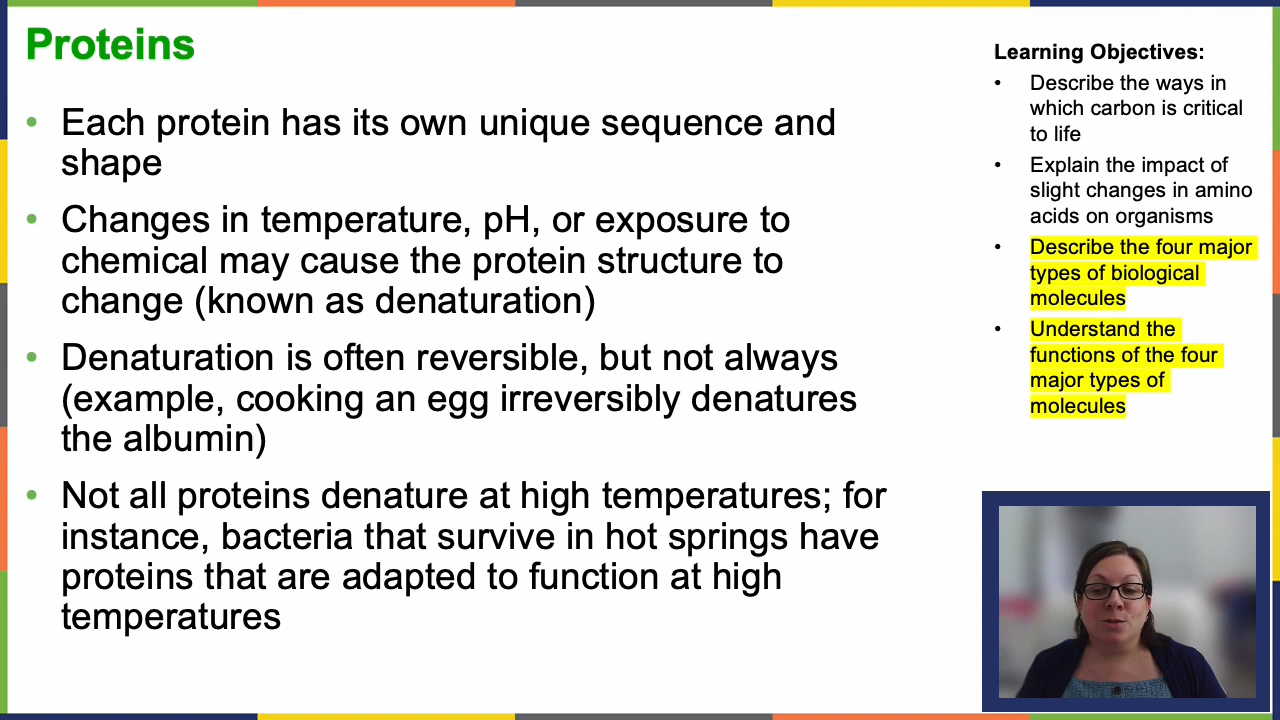 Proteins
• Each protein has its own unique sequence and
shape
• Changes in temperature, pH, or exposure to
chemical may cause the protein structure to
change (known as denaturation)
• Denaturation is often reversible, but not always
(example, cooking an egg irreversibly denatures
the albumin)
• Not all proteins denature at high temperatures; for
instance, bacteria that survive in hot springs have
proteins that are adapted to function at high
temperatures
Learning Objectives:
• Describe the ways in
which carbon is critical
to life
• Explain the impact of
slight changes in amino
acids on organisms
• Describe the four major
types of biological
molecules
• Understand the
functions of the four
major types of
molecules